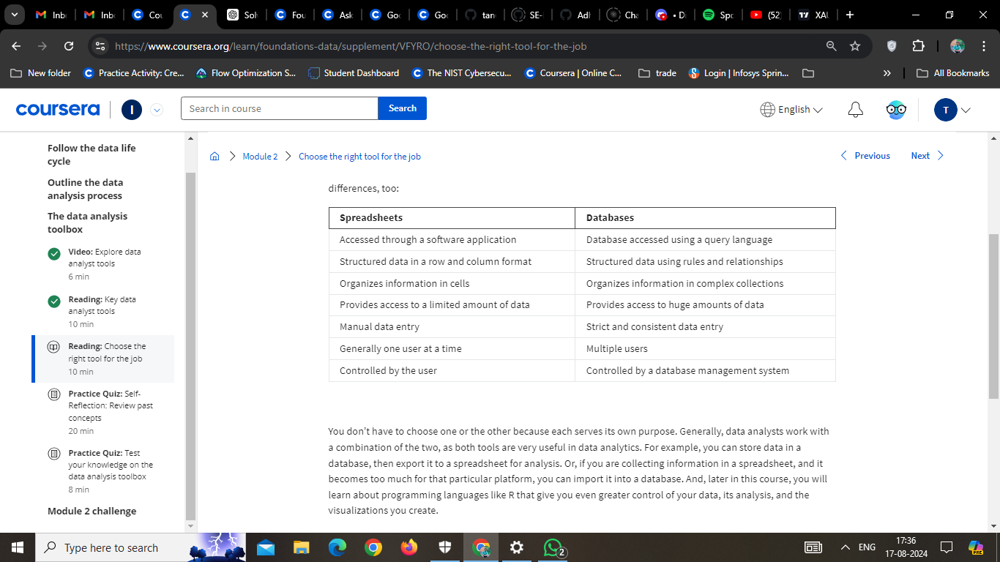 Inbo
Inb
Cou
C
Solv
Fou
Ask
Goo
Goo
tan
SE-
Adh
Cha
• D
Spo
(52)
XAU
https://www.coursera.org/learn/foundations-data/supplement/VFYRO/choose-the-right-tool-for-the-job
New folder
Practice Activity: Cre...
Flow Optimization S...
Student Dashboard
The NIST Cybersecu...
Coursera | Online C...
trade
Login | Infosys Sprin...
All Bookmarks
coursera
I
Search in course
Search
English
T
Follow the data life
cycle
Outline the data
analysis process
The data analysis
toolbox
Video: Explore data
analyst tools
6 min
Reading: Key data
analyst tools
10 min
Reading: Choose the
right tool for the job
10 min
Practice Quiz: Self-
Reflection: Review past
concepts
20 min
Practice Quiz: Test
your knowledge on the
data analysis toolbox
8 min
Module 2 challenge
Module 2
Choose the right tool for the job
Previous
Next
differences, too:
Spreadsheets Databases
Accessed through a software application Database accessed using a query language
Structured data in a row and column format Structured data using rules and relationships
Organizes information in cells Organizes information in complex collections
Provides access to a limited amount of data Provides access to huge amounts of data
Manual data entry Strict and consistent data entry
Generally one user at a time Multiple users
Controlled by the user Controlled by a database management system
You don’t have to choose one or the other because each serves its own purpose. Generally, data analysts work with
a combination of the two, as both tools are very useful in data analytics. For example, you can store data in a
database, then export it to a spreadsheet for analysis. Or, if you are collecting information in a spreadsheet, and it
becomes too much for that particular platform, you can import it into a database. And, later in this course, you will
learn about programming languages like R that give you even greater control of your data, its analysis, and the
visualizations you create.
Type here to search
2
ENG
17:36
17-08-2024
PRE